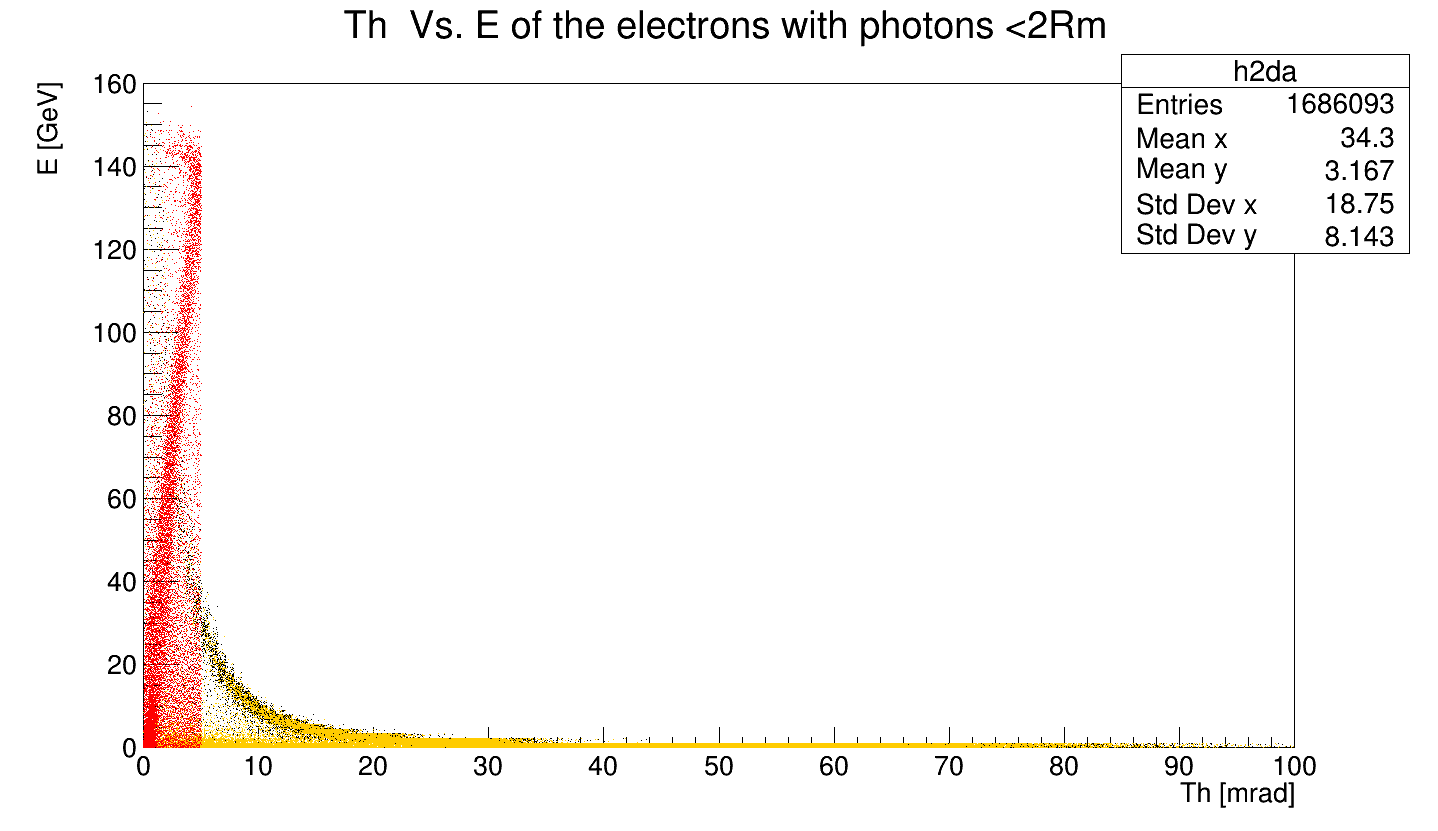 Th Vs. E of the electrons with photons <2Rm
h2da
Entries 1686093
Mean x 34.3
Mean y 3.167
Std Dev x 18.75
Std Dev y 8.143
E [GeV]
160
140
120
100
80
60
40
20
0
0 10 20 30 40 50 60 70 80 90 100
Th [mrad]